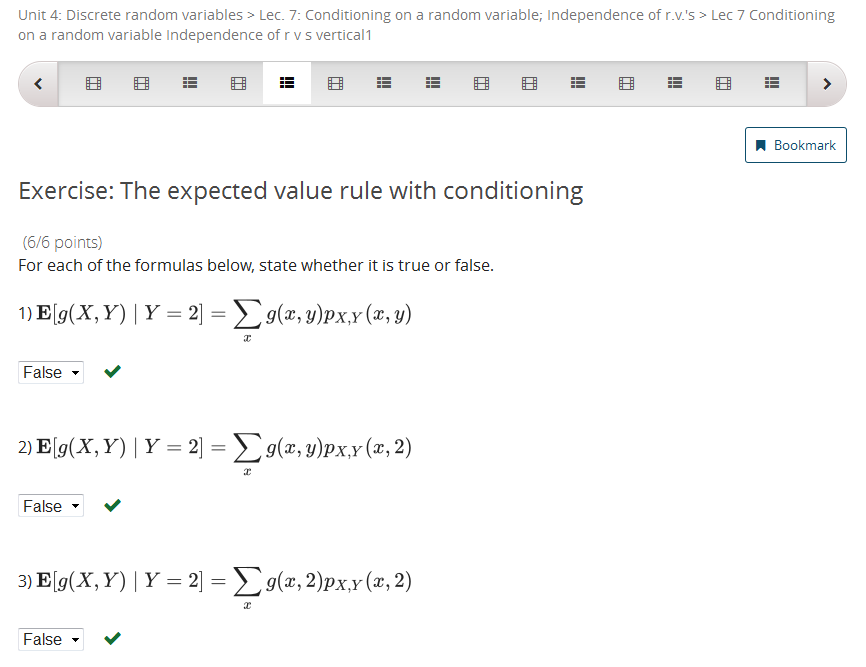 Unit 4: Discrete random variables > Lec. 7: Conditioning on a random variable; Independence of r.v.'s > Lec 7 Conditioning
on a random variable Independence of r v s vertical1
Bookmark
Exercise: The expected value rule with conditioning
(6/6 points)
For each of the formulas below, state whether it is true or false.
1) E[g(X, Y) | Y = 2] = ∑ₓ g(x, y)p_{X,Y}(x, y)
False
2) E[g(X, Y) | Y = 2] = ∑ₓ g(x, y)p_{X,Y}(x, 2)
False
3) E[g(X, Y) | Y = 2] = ∑ₓ g(x, 2)p_{X,Y}(x, 2)
False